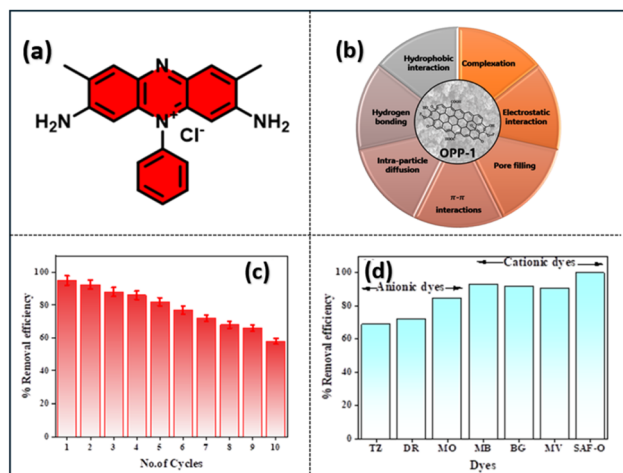 (a)
N
H₂N
N⁺
NH₂
Cl⁻
(b)
Hydrophobic
interaction
Complexation
Hydrogen
bonding
Electrostatic
interaction
OPP-1
Intra-particle
diffusion
Pore filling
π-π
interactions
(c)
% Removal efficiency
100
80
60
40
20
0
1 2 3 4 5 6 7 8 9 10
No.of Cycles
(d)
Cationic dyes
Anionic dyes
% Removal efficiency
100
80
60
40
20
0
TZ DR MO MB BG MV SAF-O
Dyes